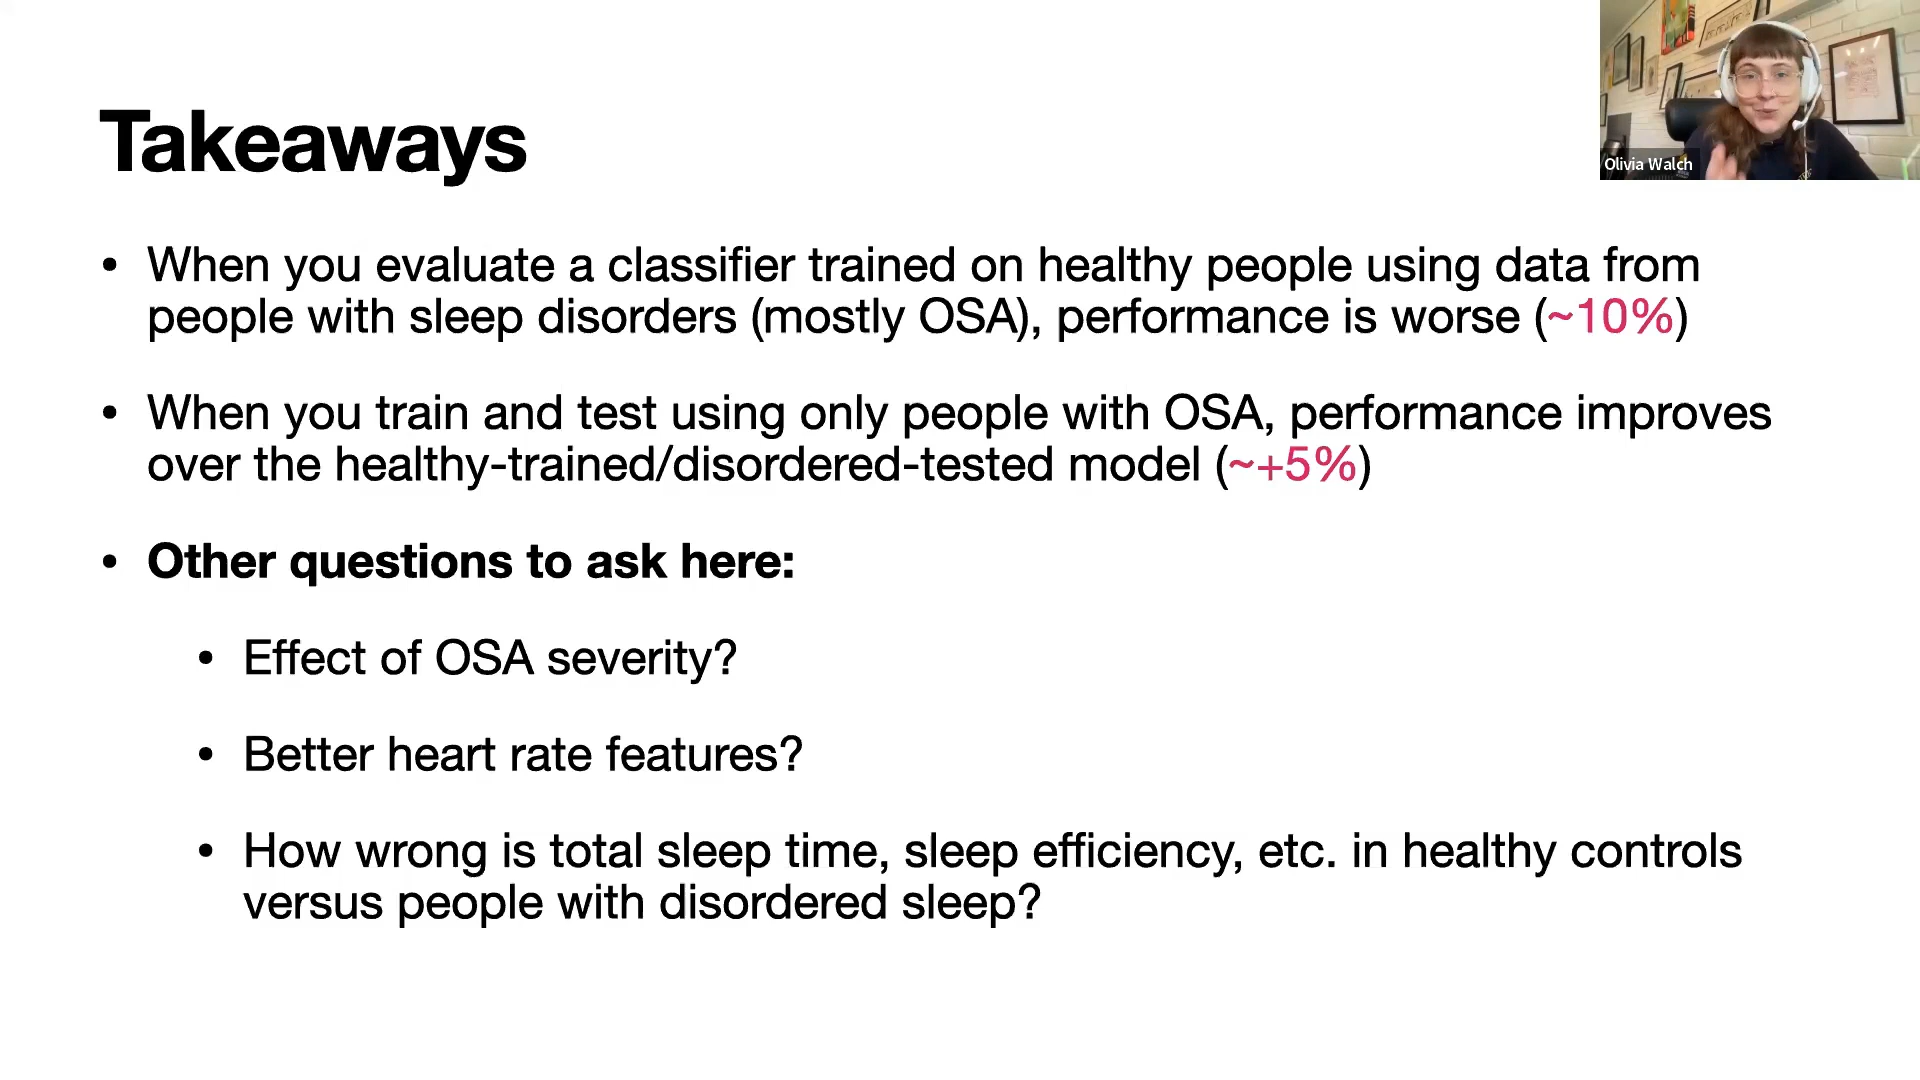 Takeaways
Olivia Walch
• When you evaluate a classifier trained on healthy people using data from
people with sleep disorders (mostly OSA), performance is worse (~10%)
• When you train and test using only people with OSA, performance improves
over the healthy-trained/disordered-tested model (~+5%)
• Other questions to ask here:
• Effect of OSA severity?
• Better heart rate features?
• How wrong is total sleep time, sleep efficiency, etc. in healthy controls
versus people with disordered sleep?